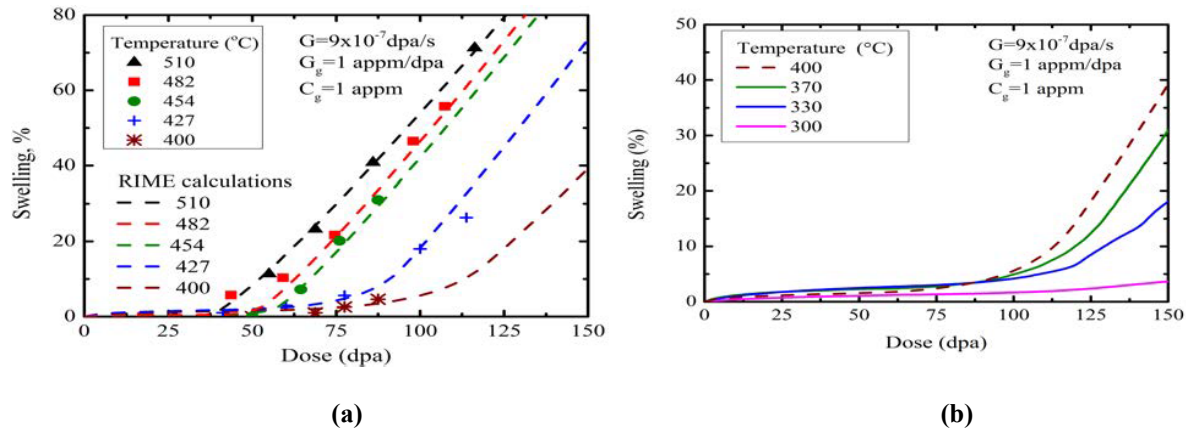 Temperature (°C)
510
482
454
427
400
G=9x10⁻⁷dpa/s
G_g=1 appm/dpa
C_g=1 appm
RIME calculations
510
482
454
427
400
Swelling, %
80
60
40
20
0
0 25 50 75 100 125 150
Dose (dpa)
(a)
Temperature (°C)
400
370
330
300
G=9x10⁻⁷dpa/s
G_g=1 appm/dpa
C_g=1 appm
Swelling (%)
50
40
30
20
10
0
0 25 50 75 100 125 150
Dose (dpa)
(b)